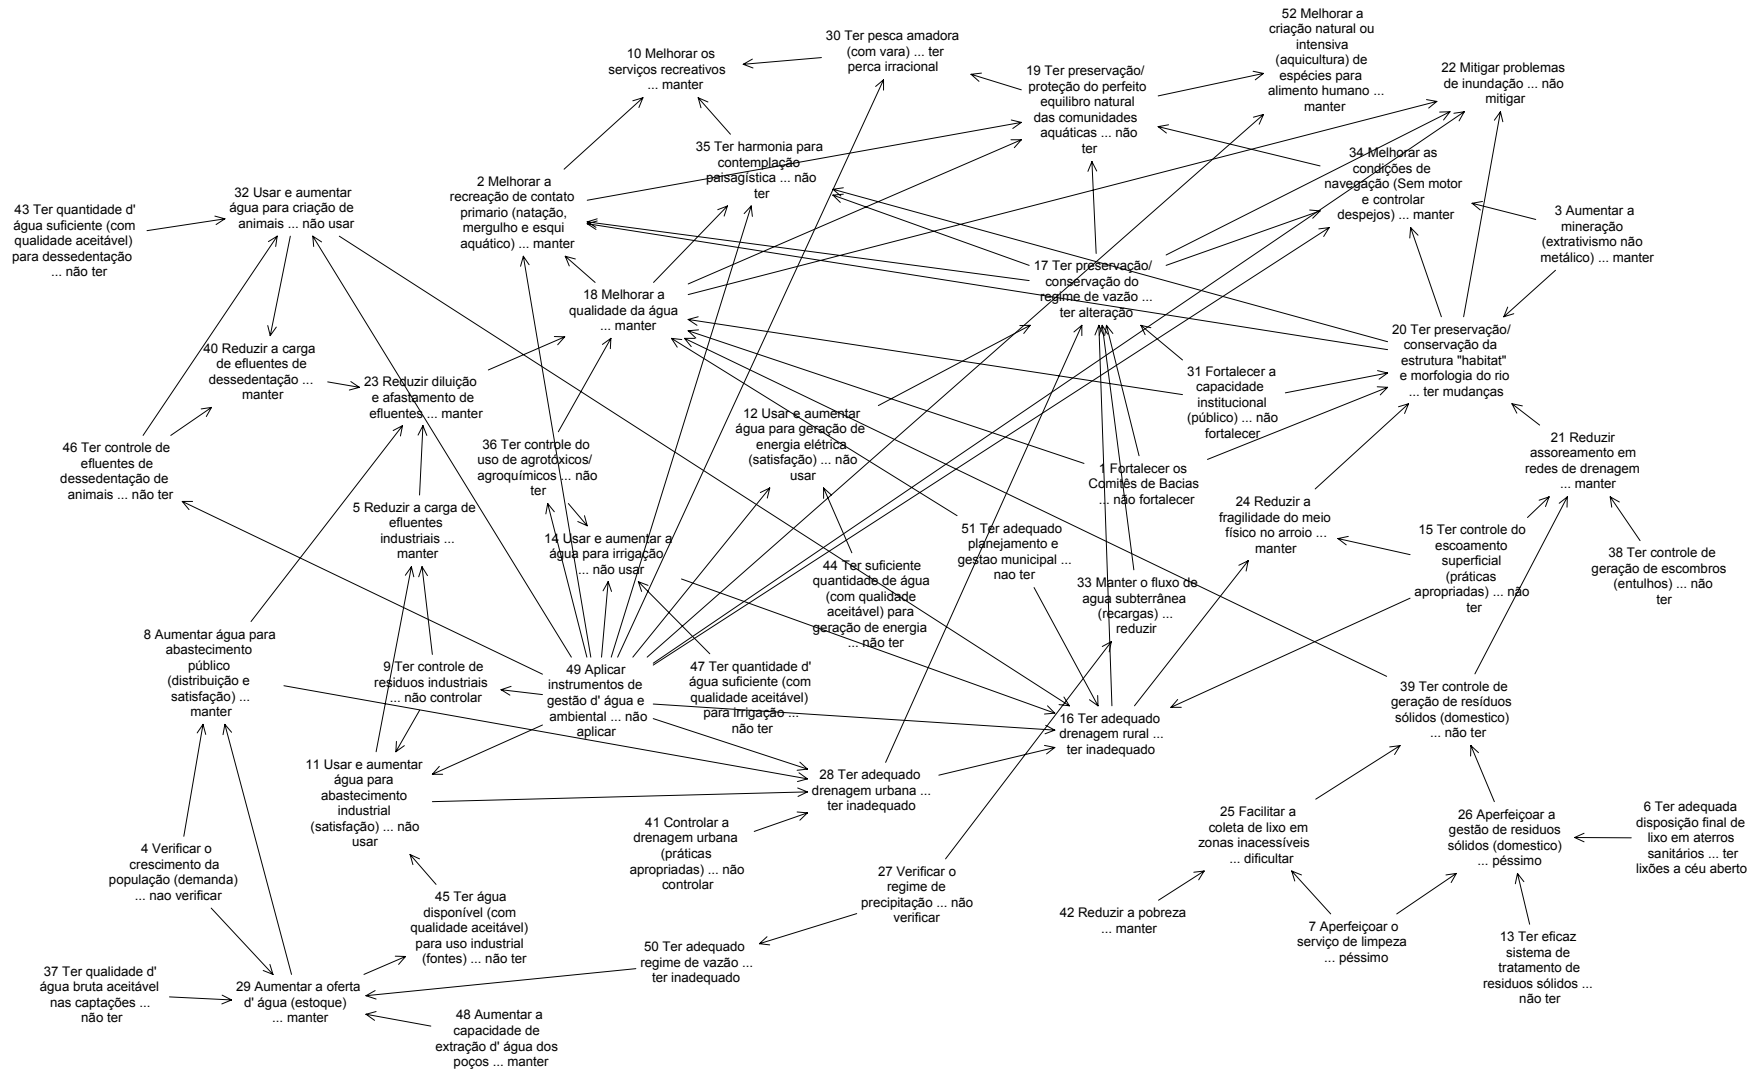 52 Melhorar a
criação natural ou
intensiva
(aquicultura) de
espécies para
alimento humano ...
manter
30 Ter pesca amadora
(com vara) ... ter
perca irracional
10 Melhorar os
serviços recreativos
... manter
19 Ter preservação/
proteção do perfeito
equilibro natural
das comunidades
aquáticas ... não
ter
22 Mitigar problemas
de inundação ... não
mitigar
35 Ter harmonia para
contemplação
paisagística ... não
ter
34 Melhorar as
condições de
navegação (Sem motor
e controlar
despejos) ... manter
2 Melhorar a
recreação de contato
primario (natação,
mergulho e esqui
aquático) ... manter
32 Usar e aumentar
água para criação de
animais ... não usar
43 Ter quantidade d'
água suficiente (com
qualidade aceitável)
para dessedentação
... não ter
3 Aumentar a
mineração
(extrativismo não
metálico) ... manter
17 Ter preservação/
conservação do
regime de vazão ...
ter alteração
18 Melhorar a
qualidade da água
... manter
20 Ter preservação/
conservação da
estrutura "habitat"
e morfologia do rio
... ter mudanças
40 Reduzir a carga
de efluentes de
dessedentação ...
manter
23 Reduzir diluição
e afastamento de
efluentes ... manter
31 Fortalecer a
capacidade
institucional
(público) ... não
fortalecer
12 Usar e aumentar
água para geração de
energia elétrica
(satisfação) ... não
usar
46 Ter controle de
efluentes de
dessedentação de
animais ... não ter
36 Ter controle do
uso de agrotóxicos/
agroquímicos ... não
ter
21 Reduzir
assoreamento em
redes de drenagem
... manter
1 Fortalecer os
Comitês de Bacias
... não fortalecer
5 Reduzir a carga de
efluentes
industriais ...
manter
24 Reduzir a
fragilidade do meio
físico no arroio ...
manter
51 Ter adequado
planejamento e
gestao municipal ...
nao ter
15 Ter controle do
escoamento
superficial
(práticas
apropriadas) ... não
ter
14 Usar e aumentar a
água para irrigação
... não usar
38 Ter controle de
geração de escombros
(entulhos) ... não
ter
44 Ter suficiente
quantidade de água
(com qualidade
aceitável) para
geração de energia
... não ter
33 Manter o fluxo de
agua subterrânea
(recargas) ...
reduzir
8 Aumentar água para
abastecimento
público
(distribuição e
satisfação) ...
manter
9 Ter controle de
residuos industriais
... não controlar
49 Aplicar
instrumentos de
gestão d' água e
ambiental ... não
aplicar
47 Ter quantidade d'
água suficiente (com
qualidade aceitável)
para irrigação ...
não ter
39 Ter controle de
geração de resíduos
sólidos (domestico)
... não ter
16 Ter adequado
drenagem rural ...
ter inadequado
11 Usar e aumentar
água para
abastecimento
industrial
(satisfação) ... não
usar
28 Ter adequado
drenagem urbana ...
ter inadequado
25 Facilitar a
coleta de lixo em
zonas inacessíveis
... dificultar
26 Aperfeiçoar a
gestão de residuos
sólidos (domestico)
... péssimo
6 Ter adequada
disposição final de
lixo em aterros
sanitários ... ter
lixões a céu aberto
41 Controlar a
drenagem urbana
(práticas
apropriadas) ... não
controlar
4 Verificar o
crescimento da
população (demanda)
... nao verificar
27 Verificar o
regime de
precipitação ... não
verificar
45 Ter água
disponível (com
qualidade aceitável)
para uso industrial
(fontes) ... não ter
42 Reduzir a pobreza
... manter
7 Aperfeiçoar o
serviço de limpeza
... péssimo
13 Ter eficaz
sistema de
tratamento de
residuos sólidos ...
não ter
50 Ter adequado
regime de vazão ...
ter inadequado
37 Ter qualidade d'
água bruta aceitável
nas captações ...
não ter
29 Aumentar a oferta
d' água (estoque)
... manter
48 Aumentar a
capacidade de
extração d' água dos
poços ... manter